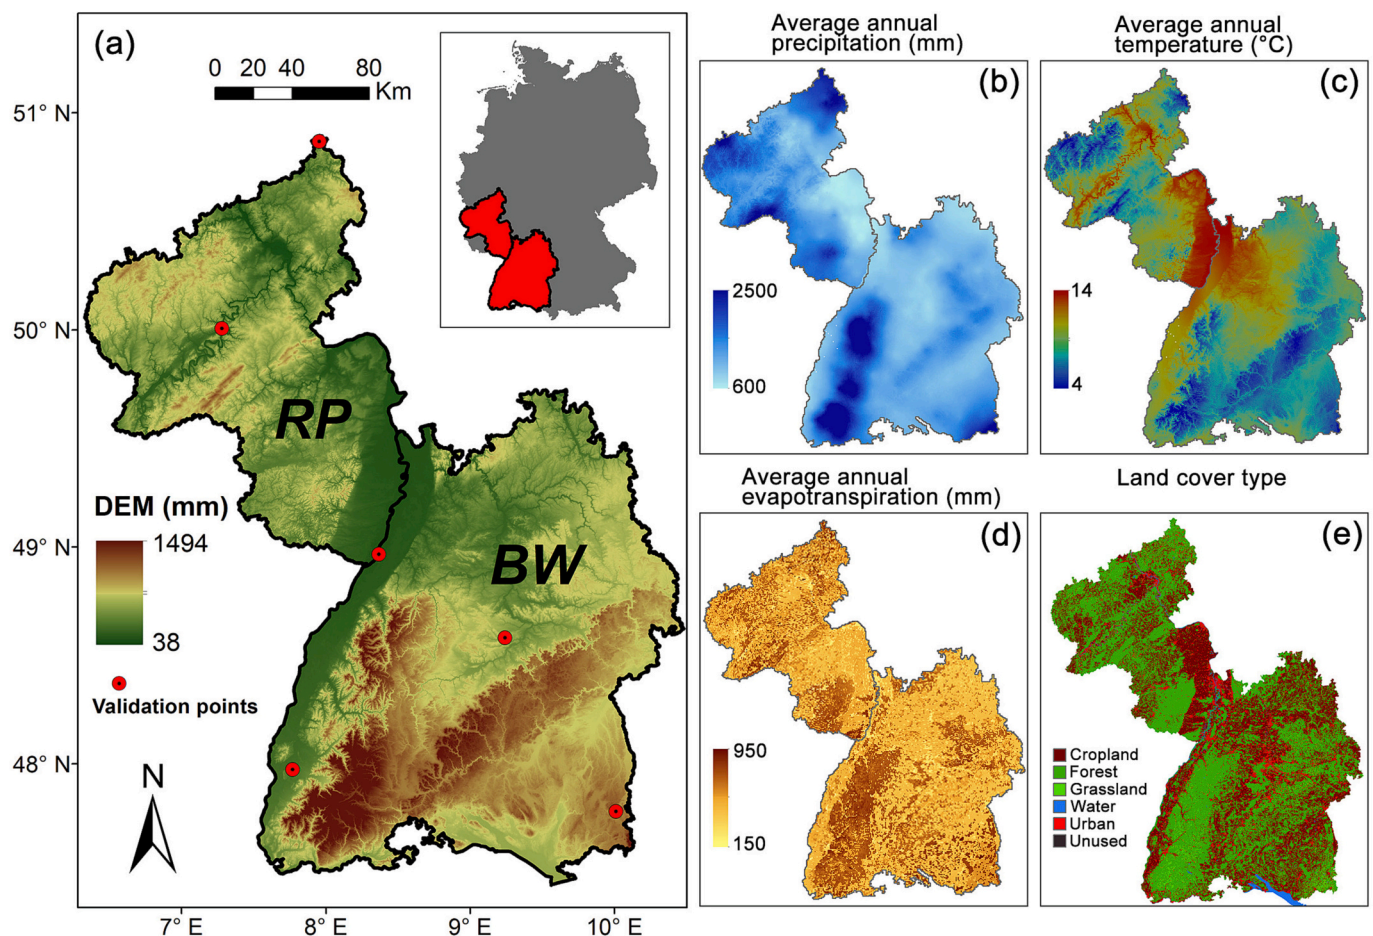 (a)
0 20 40 80
Km
51° N
50° N
49° N
48° N
RP
BW
DEM (mm)
1494
38
Validation points
N
7° E 8° E 9° E 10° E
Average annual
precipitation (mm)
(b)
2500
600
Average annual
temperature (°C)
(c)
14
4
Average annual
evapotranspiration (mm)
(d)
950
150
Land cover type
(e)
Cropland
Forest
Grassland
Water
Urban
Unused